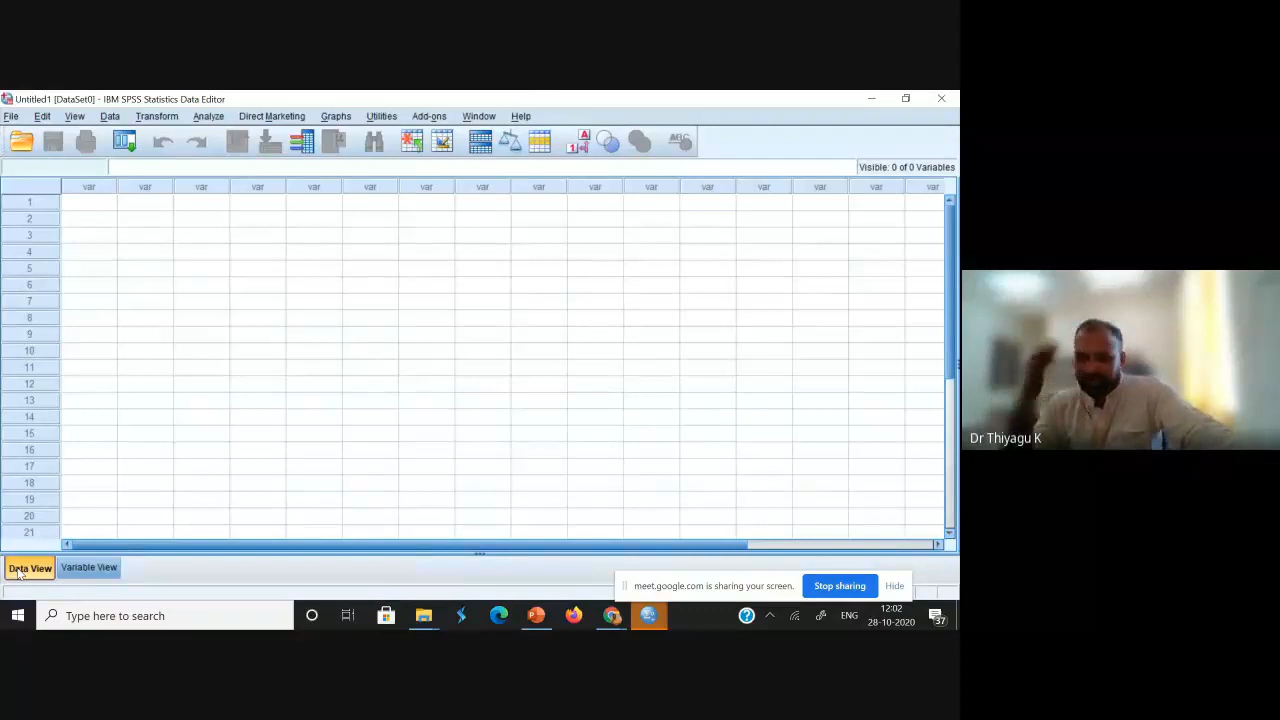 Untitled1 [DataSet0] - IBM SPSS Statistics Data Editor
File Edit View Data Transform Analyze Direct Marketing Graphs Utilities Add-ons Window Help
Visible: 0 of 0 Variables
var var var var var var var var var var var var var var var var
1
2
3
4
5
6
7
8
9
10
11
12
13
14
15
16
17
18
19
20
21
Data View Variable View
meet.google.com is sharing your screen. Stop sharing Hide
Type here to search
ENG
12:02
28-10-2020
37
Dr Thiyagu K